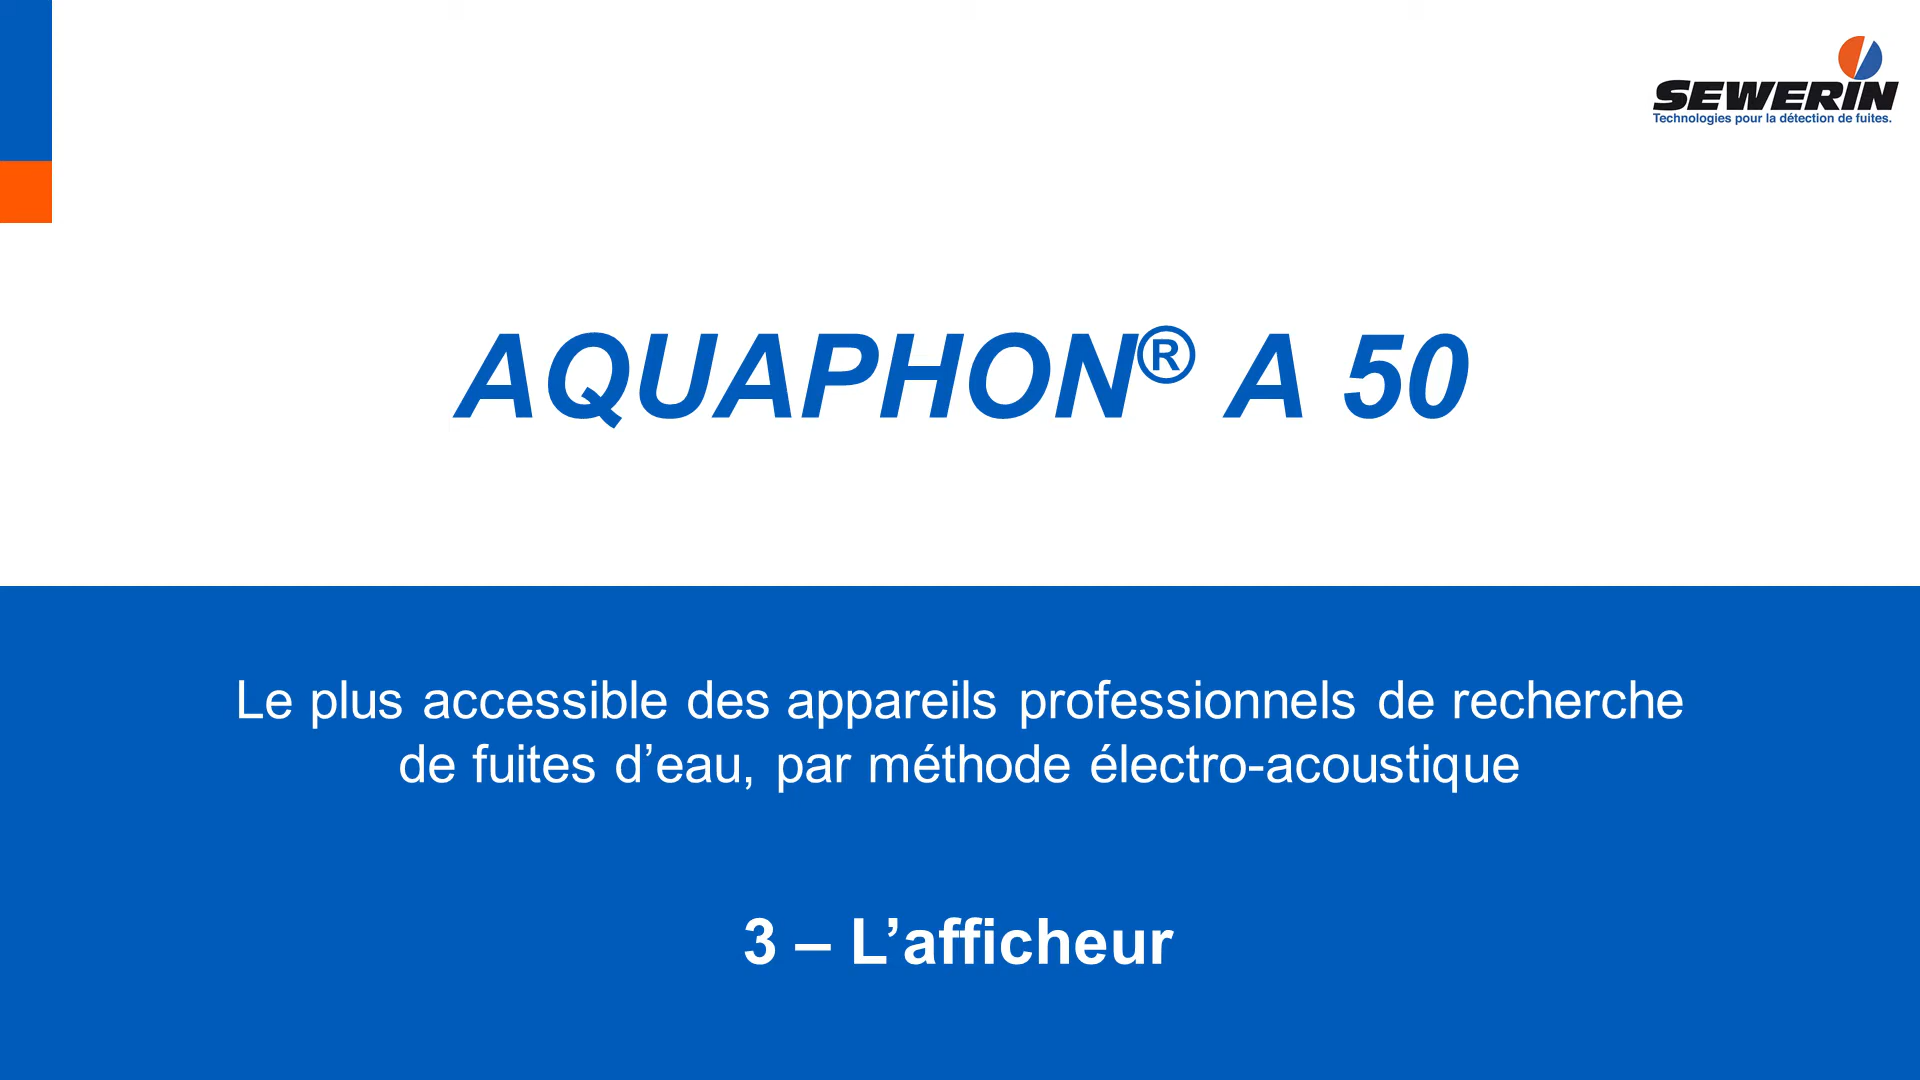 SEWERIN
Technologies pour la détection de fuites.
AQUAPHON® A 50
Le plus accessible des appareils professionnels de recherche
de fuites d’eau, par méthode électro-acoustique
3 – L’afficheur